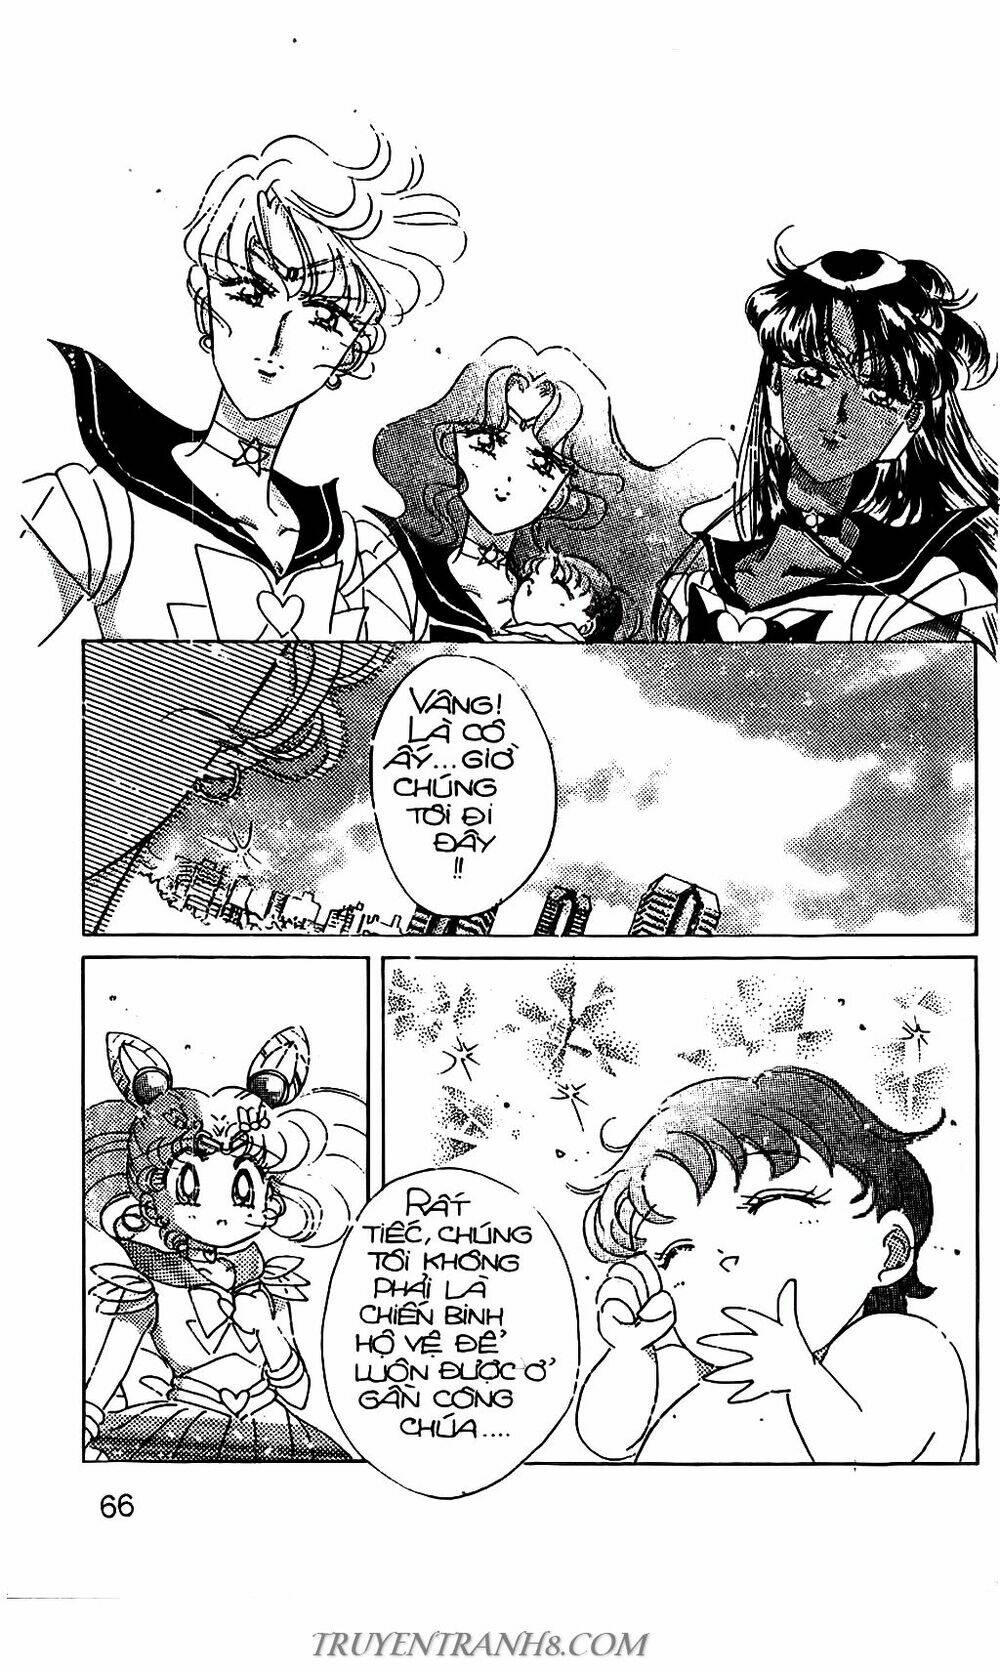 VÂNG!
LÀ CÔ
ẤY... GIỜ
CHÚNG
TÔI ĐI
ĐÂY
!!
RẤT
TIẾC, CHÚNG
TÔI KHÔNG
PHẢI LÀ
CHIẾN BINH
HỘ VỆ ĐỂ
LUÔN ĐƯỢC Ở
GẦN CÔNG
CHÚA....
66
TRUYENTRANH8.COM